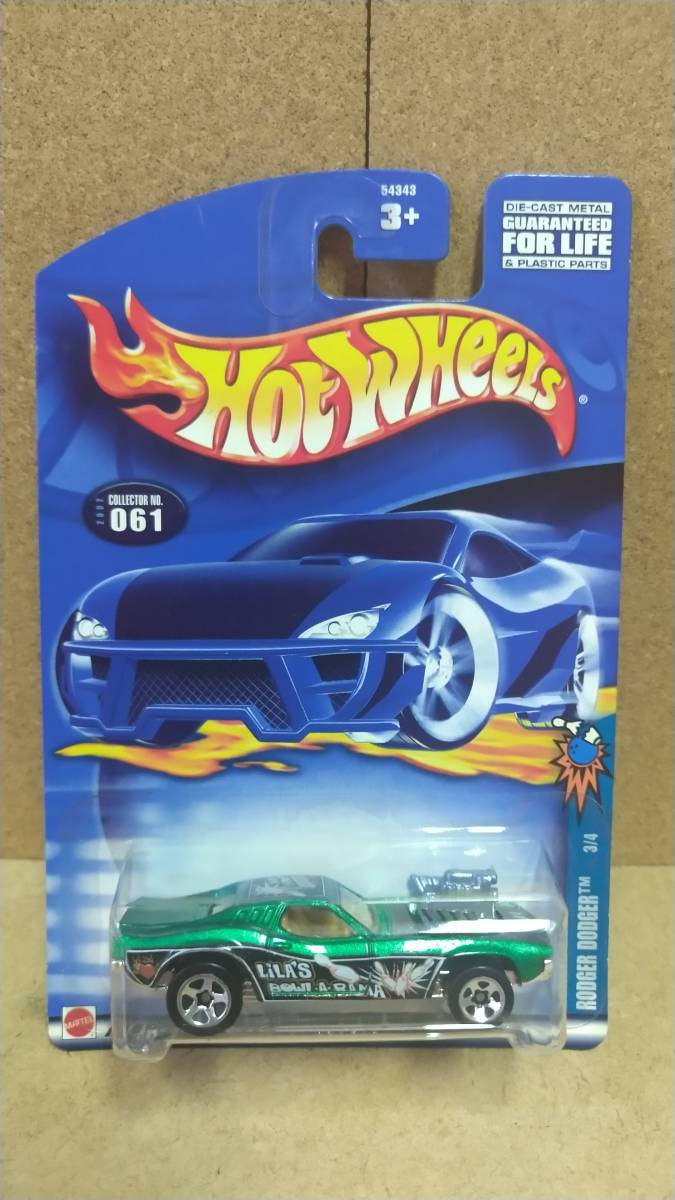 54343
3+
DIE-CAST METAL
GUARANTEED
FOR LIFE
& PLASTIC PARTS
HOT WHEELS ®
2002
COLLECTOR NO.
061
RODGER DODGER™ 3/4
LILA'S
BOWL-A-RAMA
MATTEL